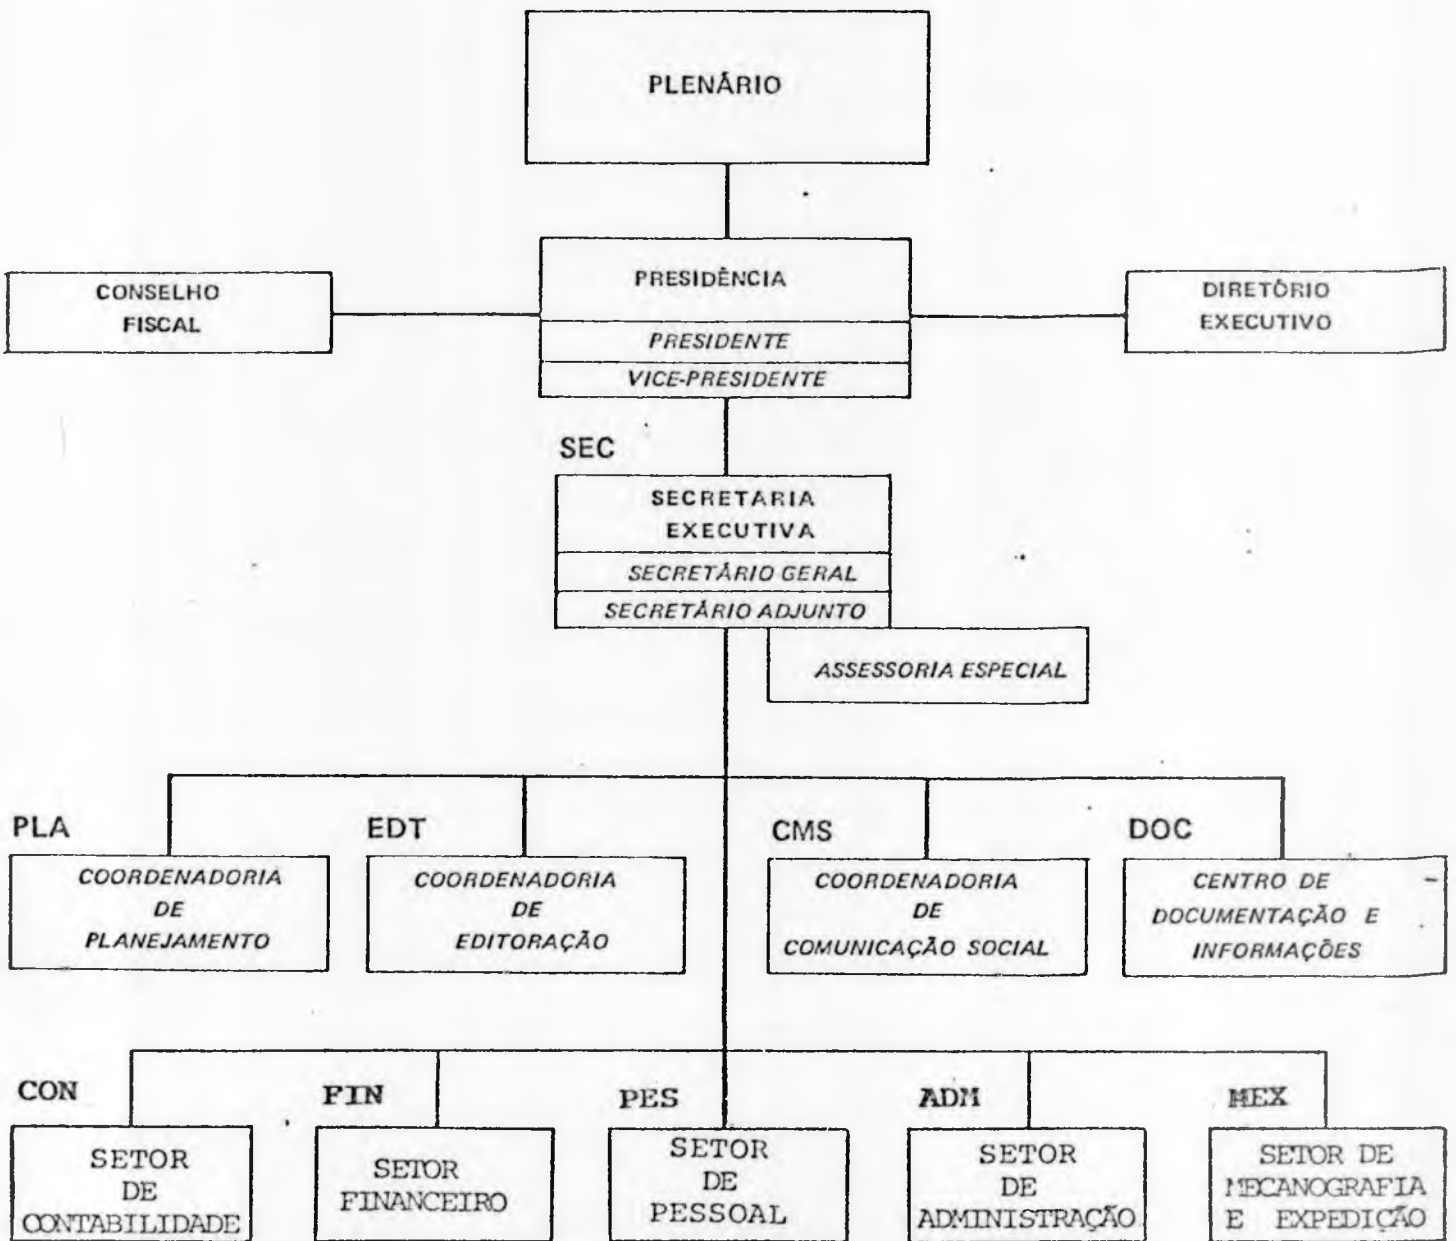 PLENÁRIO
PRESIDÊNCIA
PRESIDENTE
VICE-PRESIDENTE
CONSELHO
FISCAL
DIRETÓRIO
EXECUTIVO
SEC
SECRETARIA
EXECUTIVA
SECRETÁRIO GERAL
SECRETÁRIO ADJUNTO
ASSESSORIA ESPECIAL
PLA
COORDENADORIA
DE
PLANEJAMENTO
EDT
COORDENADORIA
DE
EDITORAÇÃO
CMS
COORDENADORIA
DE
COMUNICAÇÃO SOCIAL
DOC
CENTRO DE
DOCUMENTAÇÃO E
INFORMAÇÕES
CON
SETOR
DE
CONTABILIDADE
FIN
SETOR
FINANCEIRO
PES
SETOR
DE
PESSOAL
ADM
SETOR
DE
ADMINISTRAÇÃO
MEX
SETOR DE
MECANOGRAFIA
E EXPEDIÇÃO